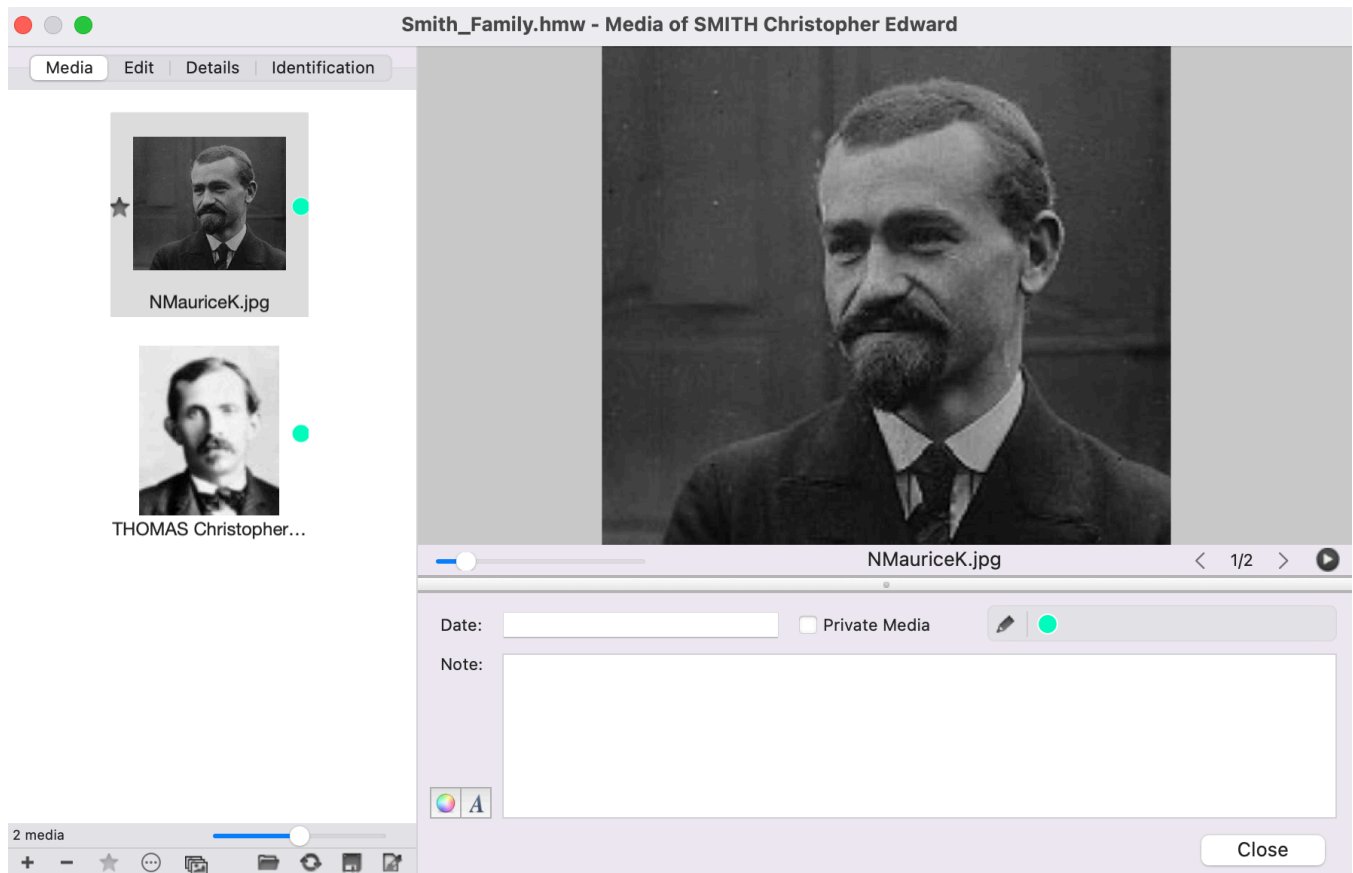 Smith_Family.hmw - Media of SMITH Christopher Edward
Media Edit Details Identification
NMauriceK.jpg
THOMAS Christopher...
2 media
NMauriceK.jpg
1/2
Date:
Private Media
Note:
A
Close